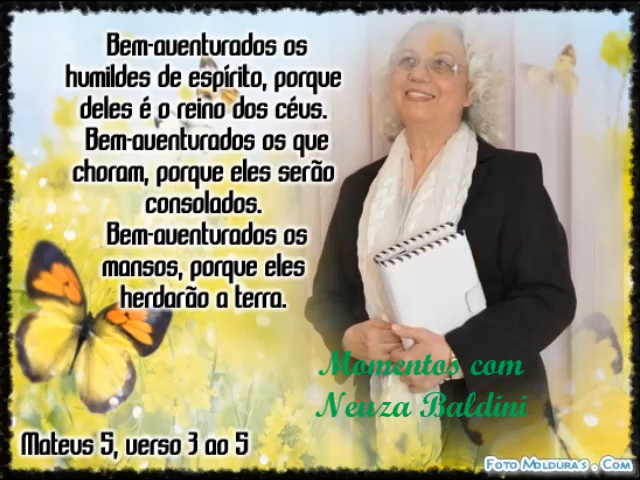 Bem-aventurados os
humildes de espírito, porque
deles é o reino dos céus.
Bem-aventurados os que
choram, porque eles serão
consolados.
Bem-aventurados os
mansos, porque eles
herdarão a terra.
Momentos com
Neuza Baldini
Mateus 5, verso 3 ao 5
Foto Moldura's . Com